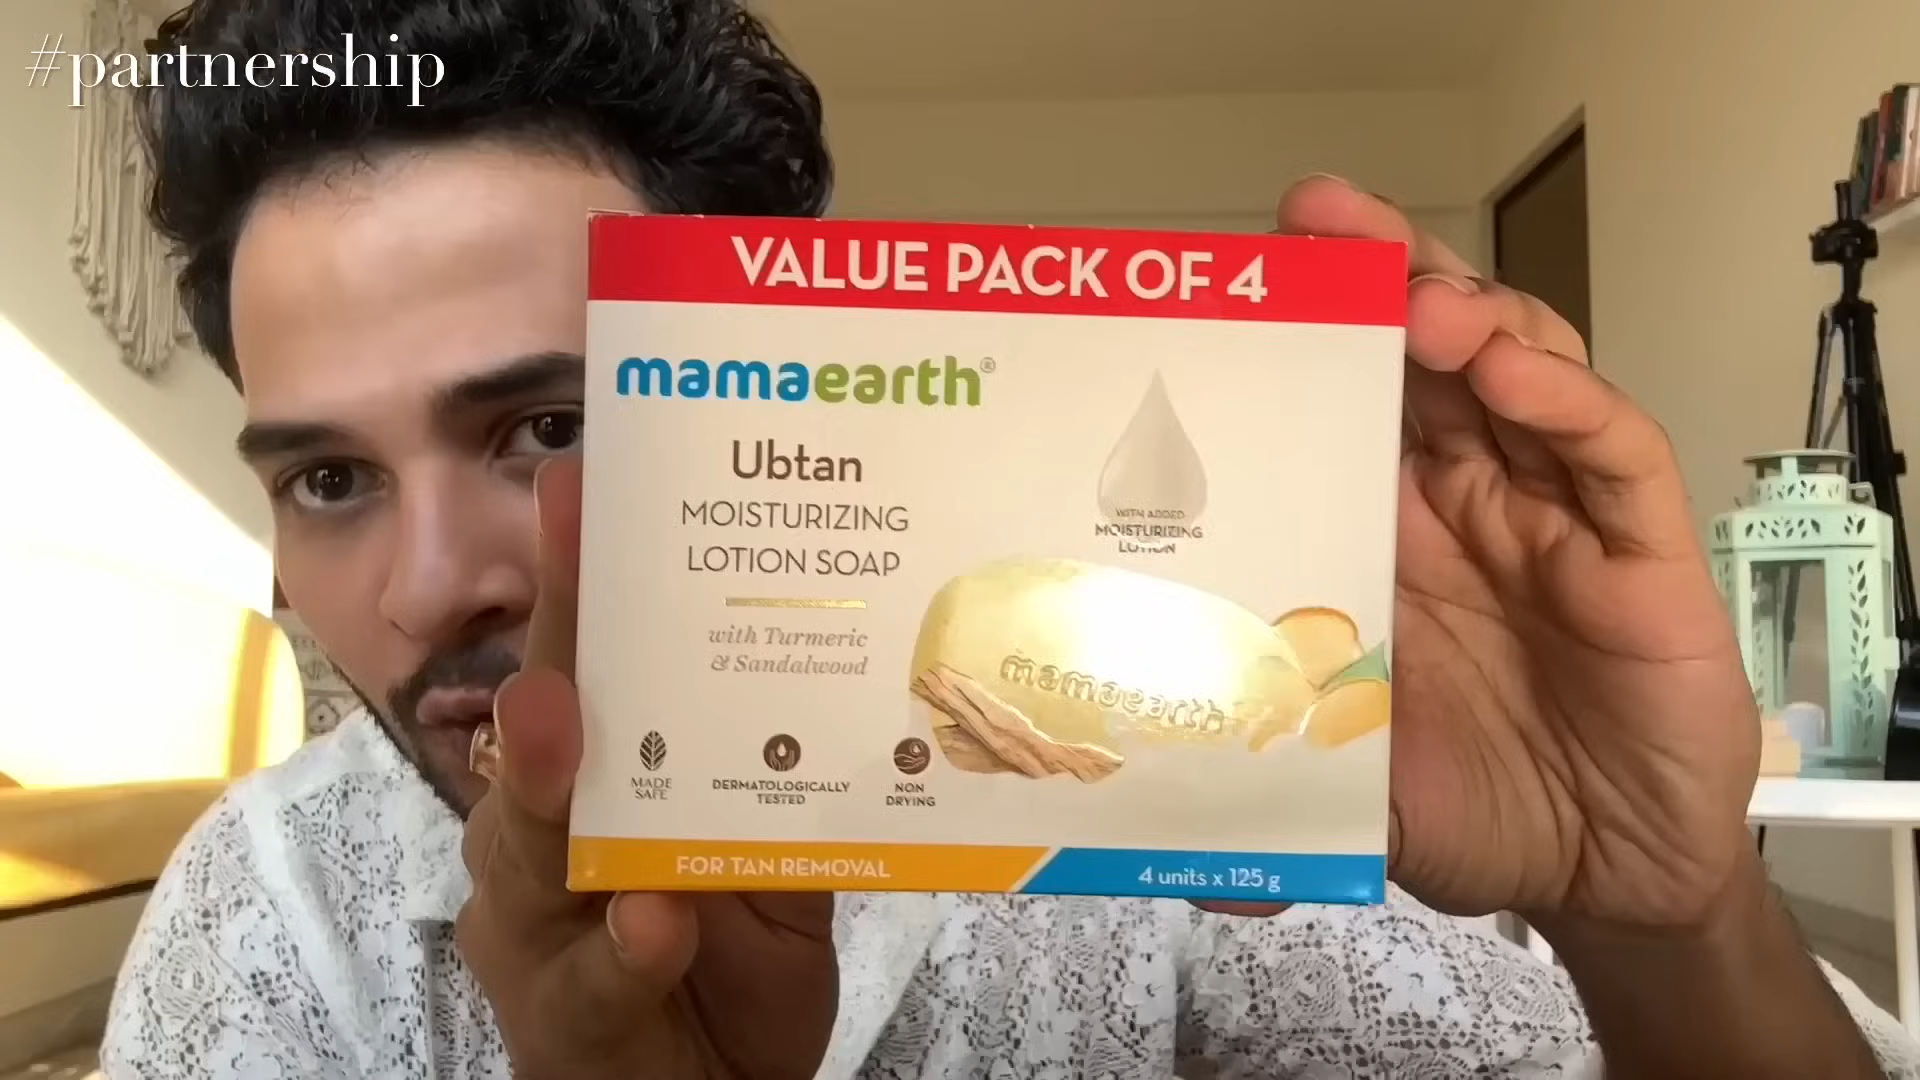 #partnership
VALUE PACK OF 4
mamaearth®
Ubtan
MOISTURIZING
LOTION SOAP
with Turmeric
& Sandalwood
WITH ADDED
MOISTURIZING
LOTION
mamaearth
MADE
SAFE
DERMATOLOGICALLY
TESTED
NON
DRYING
FOR TAN REMOVAL
4 units x 125 g